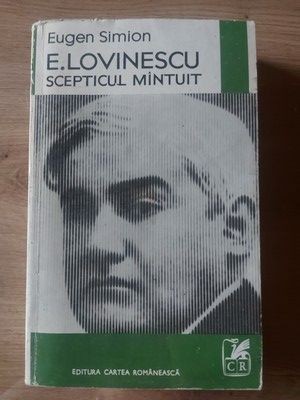 Eugen Simion
E.LOVINESCU
SCEPTICUL MÎNTUIT
CR
EDITURA CARTEA ROMÂNEASCĂ